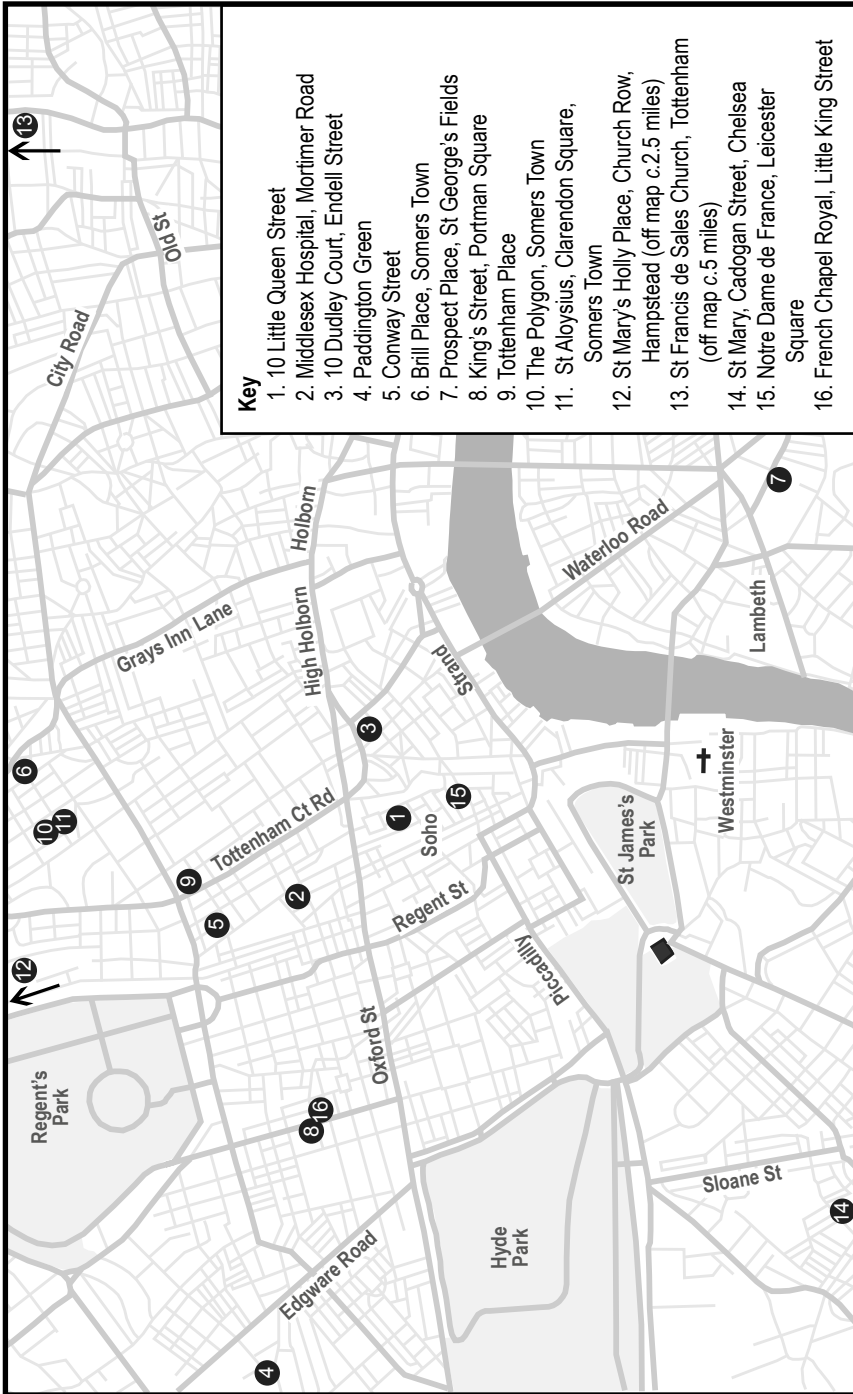 13
12
6
10
11
9
5
2
3
1
15
8
16
4
7
14
Regent's
Park
City Road
Old St
Grays Inn Lane
Holborn
High Holborn
Tottenham Ct Rd
Soho
Regent St
Oxford St
Edgware Road
Strand
Piccadilly
Waterloo Road
St James's
Park
Westminster
Lambeth
Hyde
Park
Sloane St
Key
1. 10 Little Queen Street
2. Middlesex Hospital, Mortimer Road
3. 10 Dudley Court, Endell Street
4. Paddington Green
5. Conway Street
6. Brill Place, Somers Town
7. Prospect Place, St George's Fields
8. King's Street, Portman Square
9. Tottenham Place
10. The Polygon, Somers Town
11. St Aloysius, Clarendon Square,
Somers Town
12. St Mary's Holly Place, Church Row,
Hampstead (off map c.2.5 miles)
13. St Francis de Sales Church, Tottenham
(off map c.5 miles)
14. St Mary, Cadogan Street, Chelsea
15. Notre Dame de France, Leicester
Square
16. French Chapel Royal, Little King Street